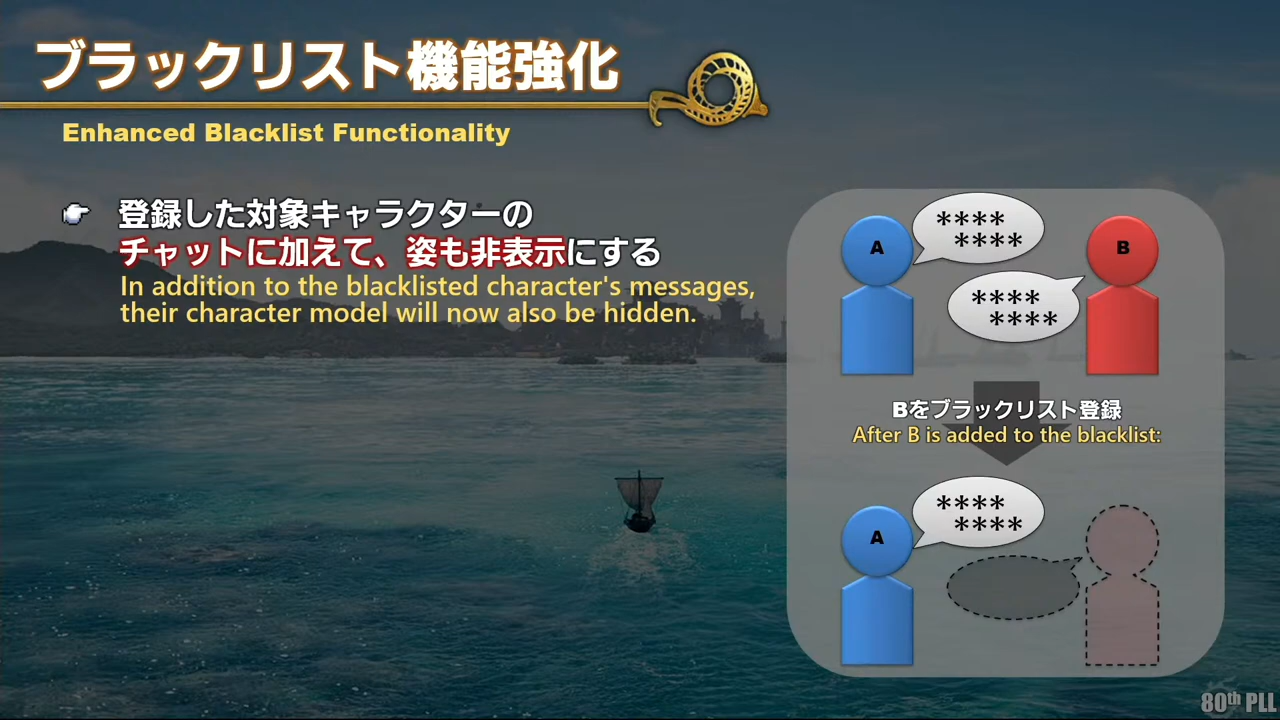 ブラックリスト機能強化
Enhanced Blacklist Functionality
登録した対象キャラクターの
チャットに加えて、姿も非表示にする
In addition to the blacklisted character's messages,
their character model will now also be hidden.
A
****
****
B
****
****
Bをブラックリスト登録
After B is added to the blacklist:
A
****
****
80th PLL